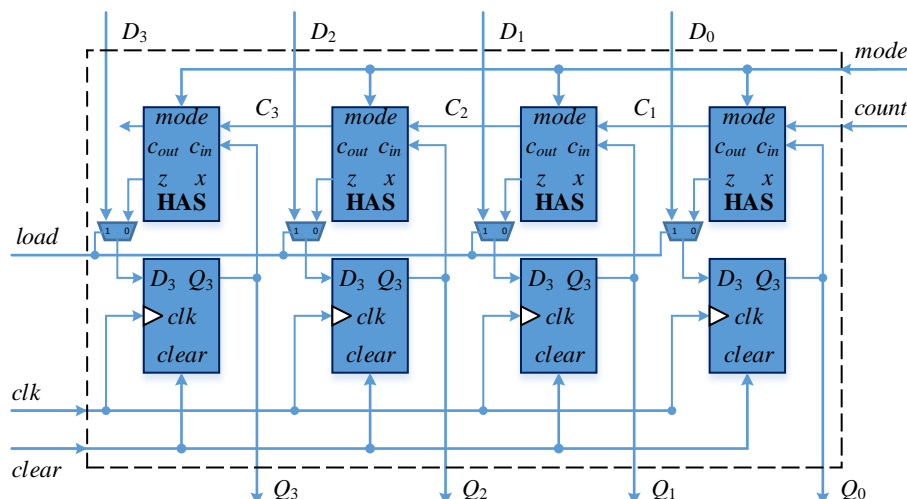 D3 D2 D1 D0
mode
count
C3 C2 C1
mode mode mode mode
cout cin cout cin cout cin cout cin
z x z x z x z x
HAS HAS HAS HAS
1 0 1 0 1 0 1 0
load
D3 Q3 D3 Q3 D3 Q3 D3 Q3
clk clk clk clk
clear clear clear clear
clk
clear
Q3 Q2 Q1 Q0